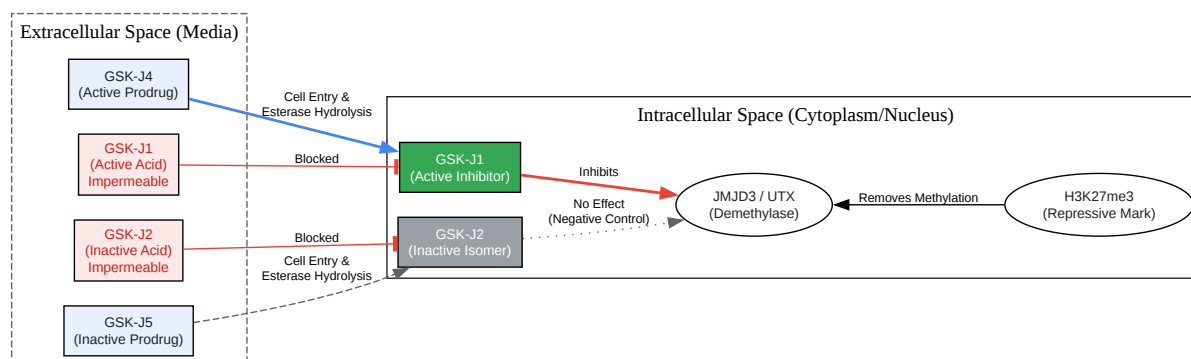 Extracellular Space (Media)
GSK-J4
(Active Prodrug)
Cell Entry &
Esterase Hydrolysis
Intracellular Space (Cytoplasm/Nucleus)
GSK-J1
(Active Acid)
Impermeable
Blocked
GSK-J1
(Active Inhibitor)
Inhibits
JMJD3 / UTX
(Demethylase)
Removes Methylation
H3K27me3
(Repressive Mark)
No Effect
(Negative Control)
GSK-J2
(Inactive Acid)
Impermeable
Blocked
GSK-J2
(Inactive Isomer)
Cell Entry &
Esterase Hydrolysis
GSK-J5
(Inactive Prodrug)